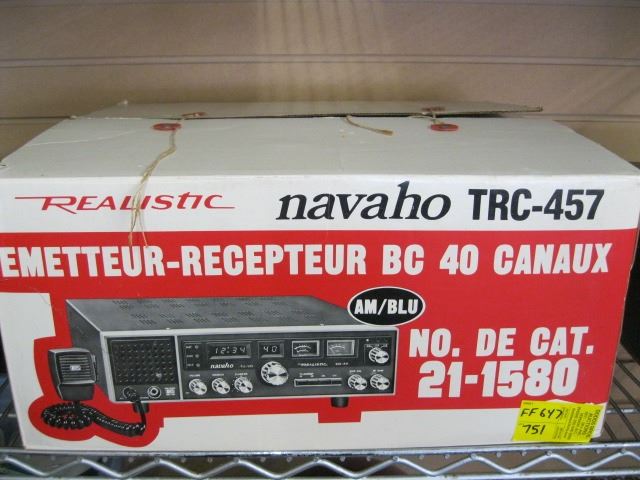 REALISTIC
navaho TRC-457
EMETTEUR-RECEPTEUR BC 40 CANAUX
AM/BLU
NO. DE CAT.
21-1580
12:34 40
REALISTIC
navaho
FF647
751